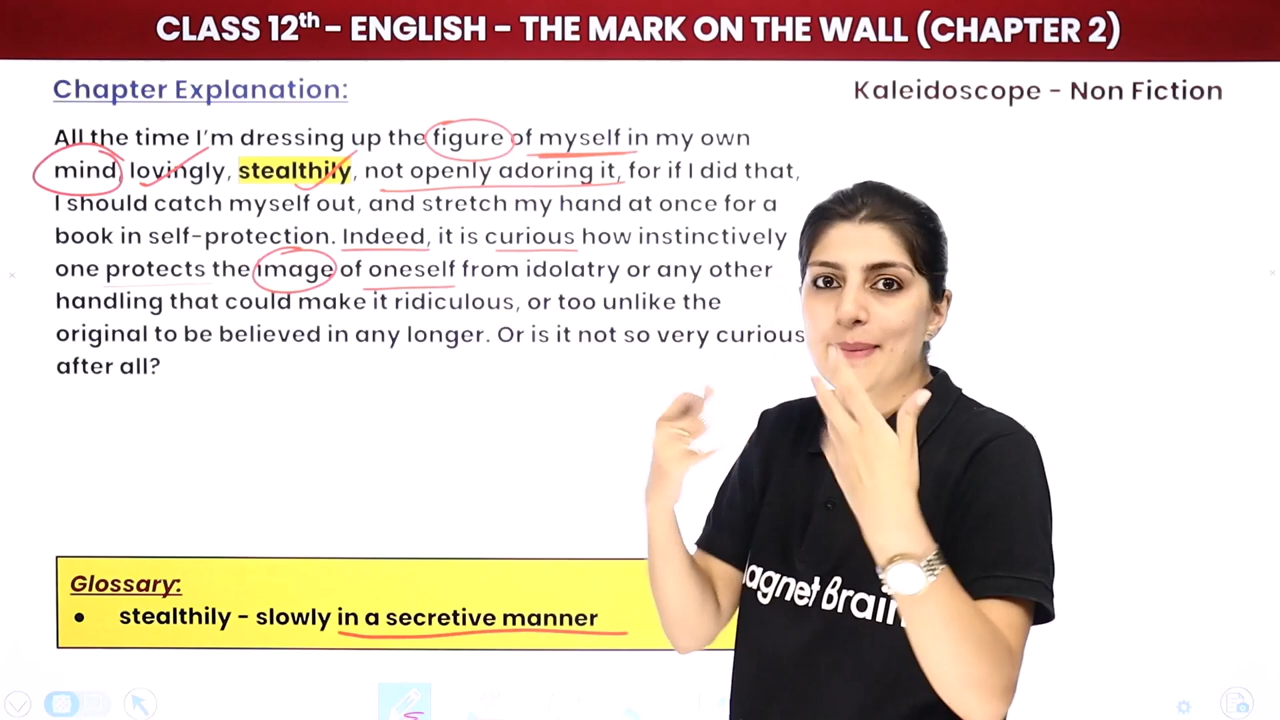 CLASS 12th - ENGLISH - THE MARK ON THE WALL (CHAPTER 2)
Chapter Explanation:
Kaleidoscope - Non Fiction
All the time I'm dressing up the figure of myself in my own
mind, lovingly, stealthily, not openly adoring it, for if I did that,
I should catch myself out, and stretch my hand at once for a
book in self-protection. Indeed, it is curious how instinctively
one protects the image of oneself from idolatry or any other
handling that could make it ridiculous, or too unlike the
original to be believed in any longer. Or is it not so very curious
after all?
Glossary:
• stealthily - slowly in a secretive manner
agnet Brain